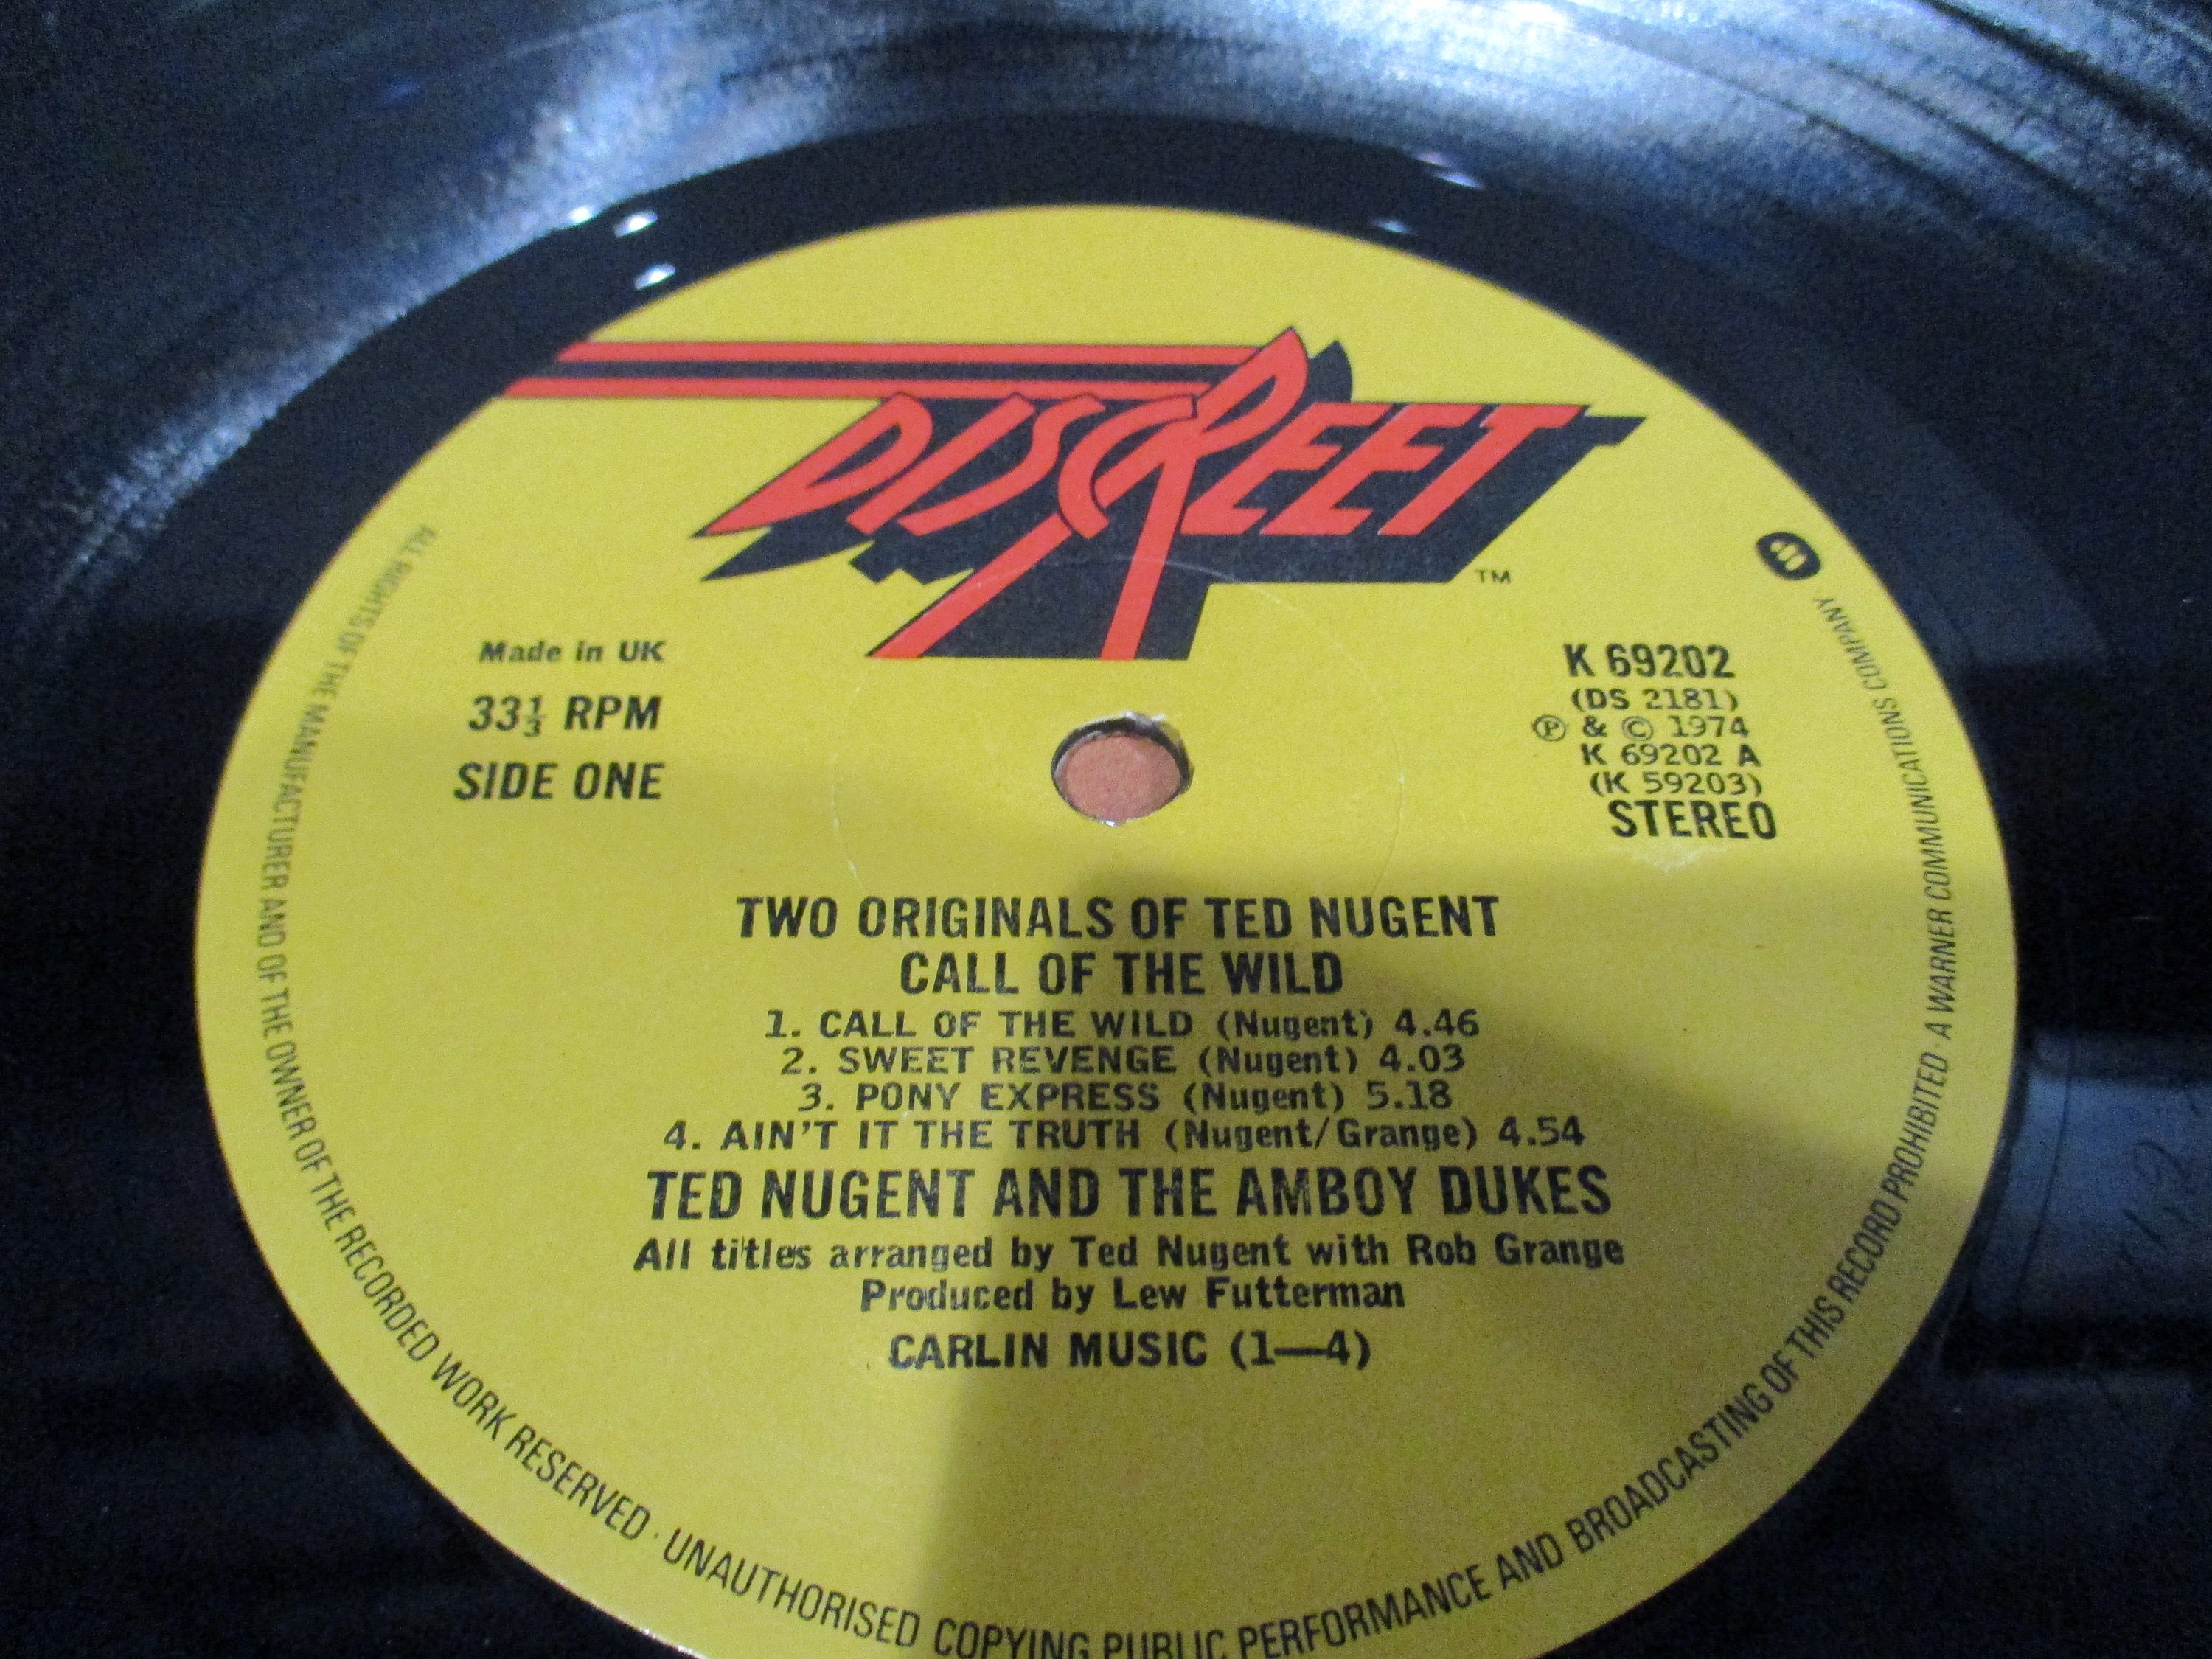 DISCREET
TM
Made in UK
33⅓ RPM
SIDE ONE
K 69202
(DS 2181)
Ⓟ & © 1974
K 69202 A
(K 59203)
STEREO
TWO ORIGINALS OF TED NUGENT
CALL OF THE WILD
1. CALL OF THE WILD (Nugent) 4.46
2. SWEET REVENGE (Nugent) 4.03
3. PONY EXPRESS (Nugent) 5.18
4. AIN'T IT THE TRUTH (Nugent/Grange) 4.54
TED NUGENT AND THE AMBOY DUKES
All titles arranged by Ted Nugent with Rob Grange
Produced by Lew Futterman
CARLIN MUSIC (1—4)
ALL RIGHTS OF THE MANUFACTURER AND OF THE OWNER OF THE RECORDED WORK RESERVED · UNAUTHORISED COPYING PUBLIC PERFORMANCE AND BROADCASTING OF THIS RECORD PROHIBITED · A WARNER COMMUNICATIONS COMPANY